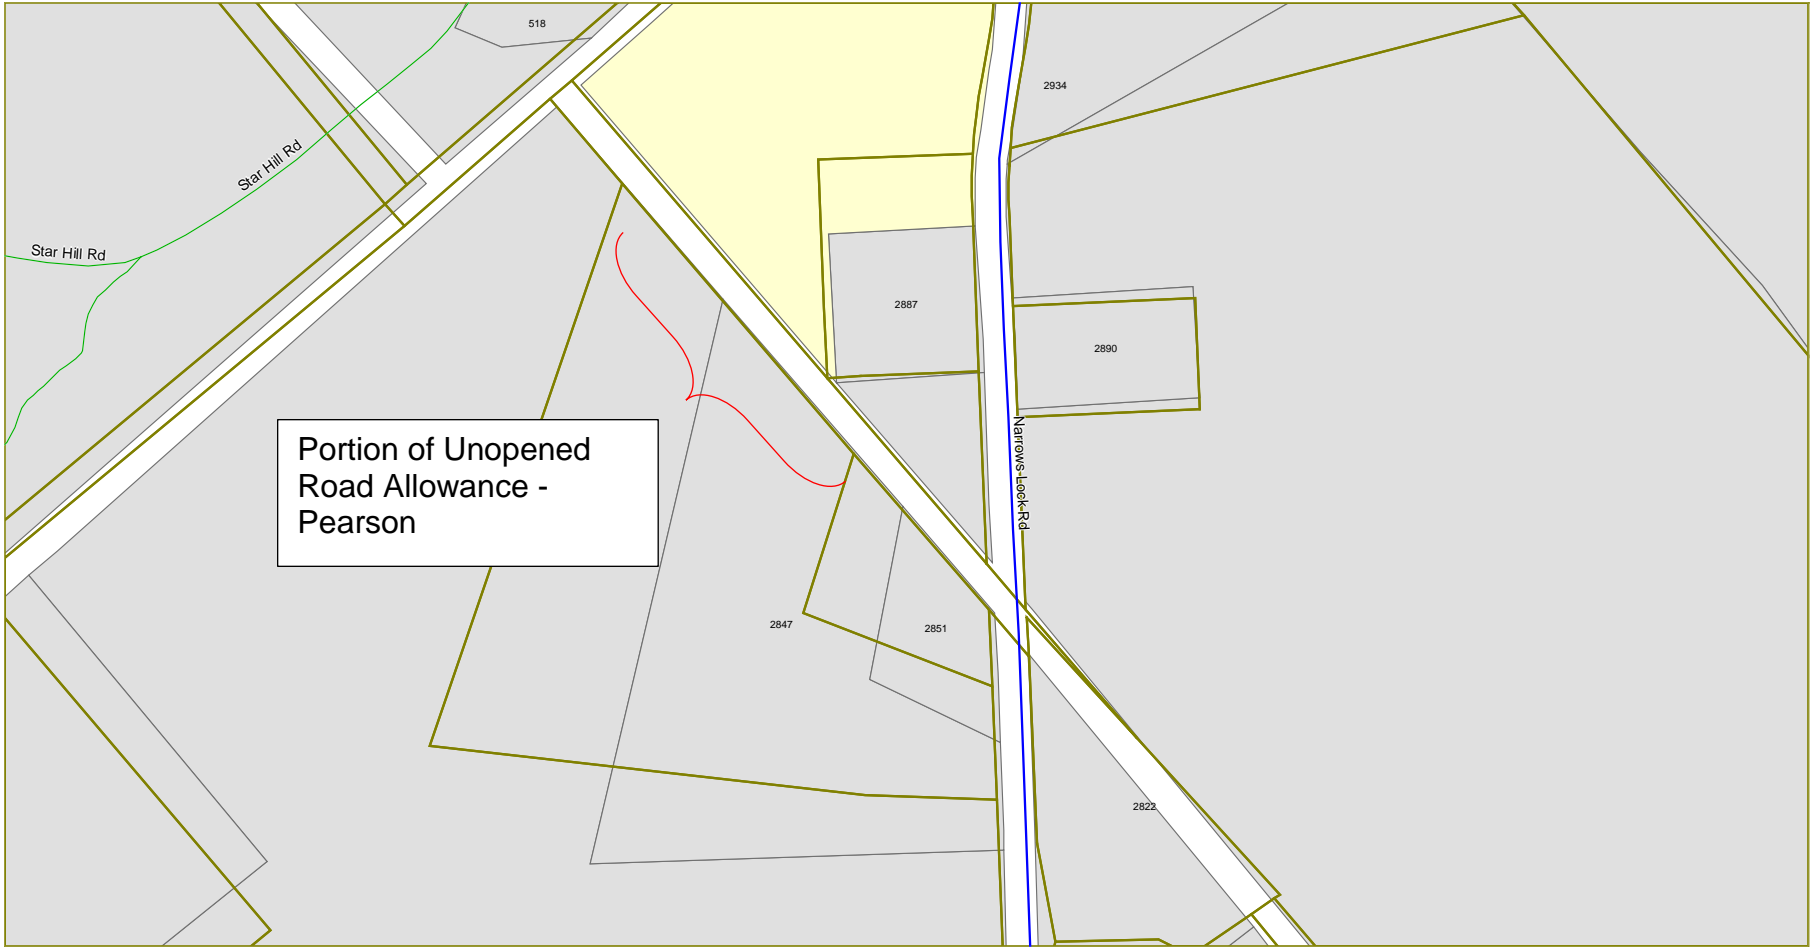 518
2934
Star Hill Rd
Star Hill Rd
2887
2890
Narrows Lock Rd
Portion of Unopened
Road Allowance -
Pearson
2847
2851
2822